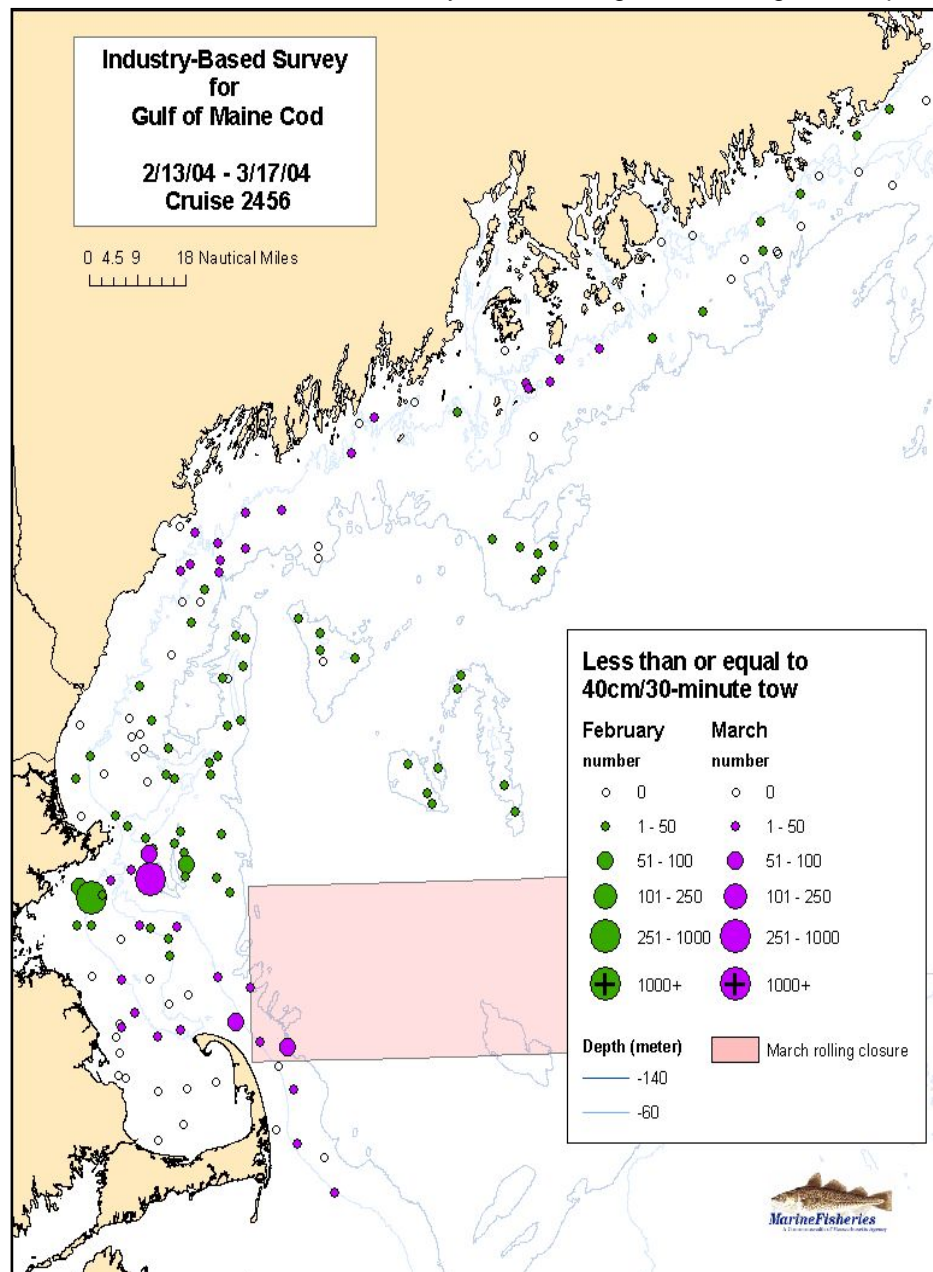 Industry-Based Survey
for
Gulf of Maine Cod
2/13/04 - 3/17/04
Cruise 2456
0 4.5 9 18 Nautical Miles
Less than or equal to
40cm/30-minute tow
February March
number number
0 0
1 - 50 1 - 50
51 - 100 51 - 100
101 - 250 101 - 250
251 - 1000 251 - 1000
1000+ 1000+
Depth (meter) March rolling closure
-140
-60
MarineFisheries